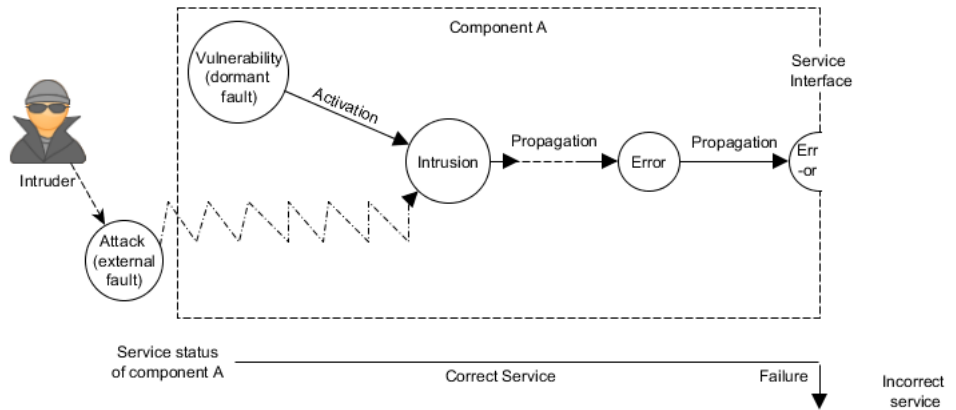 Component A
Vulnerability
(dormant
fault)
Activation
Service
Interface
Intruder
Attack
(external
fault)
Intrusion
Propagation
Error
Propagation
Err
-or
Service status
of component A
Correct Service
Failure
Incorrect
service